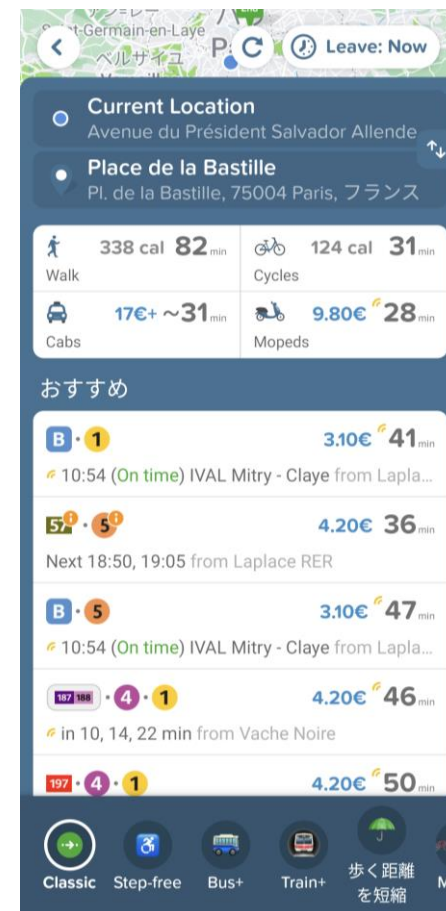 t-Germain-en-Laye
ベルサイユ
Leave: Now
Current Location
Avenue du Président Salvador Allende
Place de la Bastille
Pl. de la Bastille, 75004 Paris, フランス
338 cal 82 min
Walk
124 cal 31 min
Cycles
17€+ ~31 min
Cabs
9.80€ 28 min
Mopeds
おすすめ
B · 1 3.10€ 41 min
10:54 (On time) IVAL Mitry - Claye from Lapla...
57 · 5 4.20€ 36 min
Next 18:50, 19:05 from Laplace RER
B · 5 3.10€ 47 min
10:54 (On time) IVAL Mitry - Claye from Lapla...
187 188 · 4 · 1 4.20€ 46 min
in 10, 14, 22 min from Vache Noire
197 · 4 · 1 4.20€ 50 min
Classic
Step-free
Bus+
Train+
歩く距離
を短縮
M